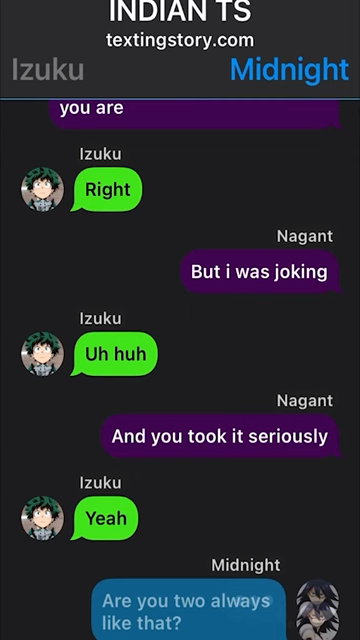 INDIAN TS
textingstory.com
Izuku Midnight
you are
Izuku
Right
Nagant
But i was joking
Izuku
Uh huh
Nagant
And you took it seriously
Izuku
Yeah
Midnight
Are you two always
like that?